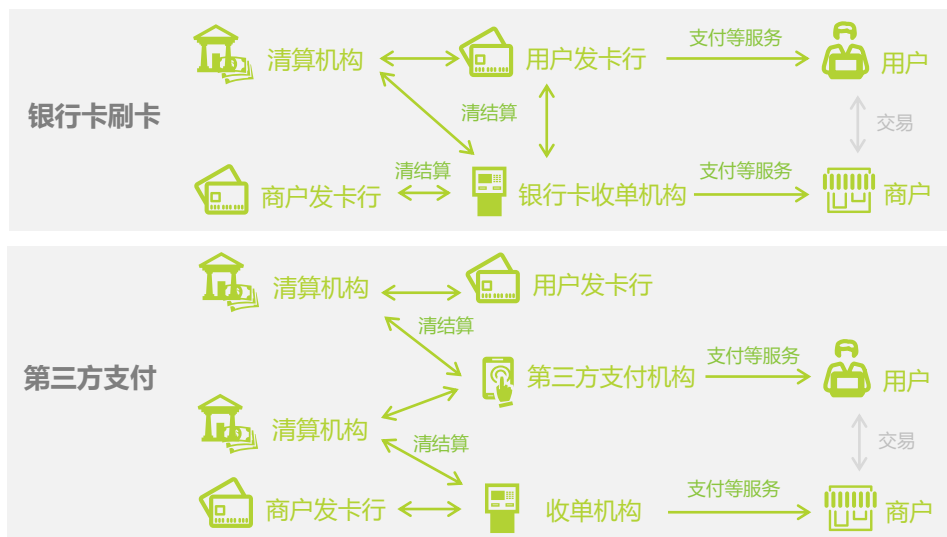 支付等服务
清算机构
用户发卡行
用户
银行卡刷卡
清结算
交易
清结算
支付等服务
商户发卡行
银行卡收单机构
商户
清算机构
用户发卡行
清结算
支付等服务
第三方支付
第三方支付机构
用户
清算机构
清结算
交易
支付等服务
商户发卡行
收单机构
商户